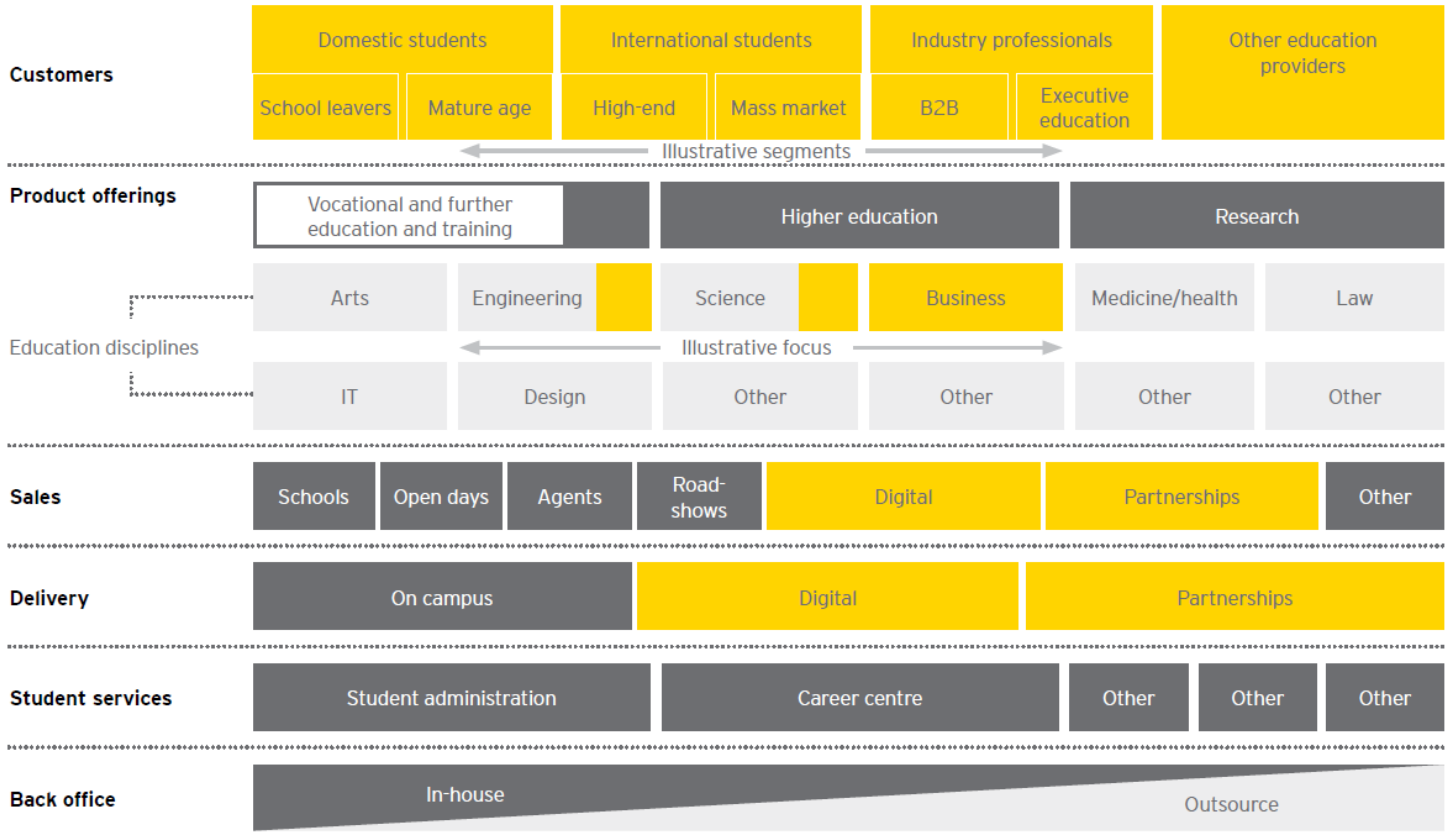 Customers
Domestic students
International students
Industry professionals
Other education
providers
School leavers
Mature age
High-end
Mass market
B2B
Executive
education
Illustrative segments
Product offerings
Vocational and further
education and training
Higher education
Research
Education disciplines
Arts
Engineering
Science
Business
Medicine/health
Law
Illustrative focus
IT
Design
Other
Other
Other
Other
Sales
Schools
Open days
Agents
Road-
shows
Digital
Partnerships
Other
Delivery
On campus
Digital
Partnerships
Student services
Student administration
Career centre
Other
Other
Other
Back office
In-house
Outsource